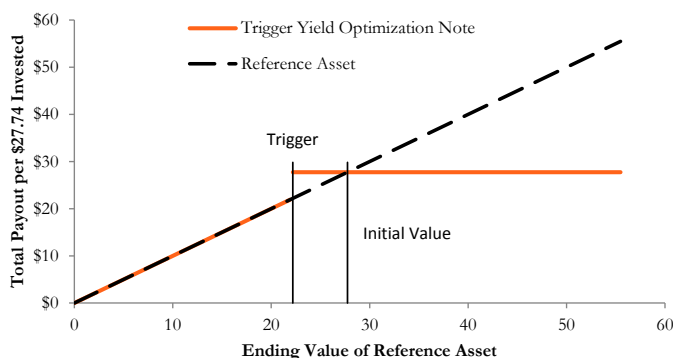 $60
$50
$40
$30
$20
$10
$0
Total Payout per $27.74 Invested
Trigger Yield Optimization Note
Reference Asset
Trigger
Initial Value
0 10 20 30 40 50 60
Ending Value of Reference Asset